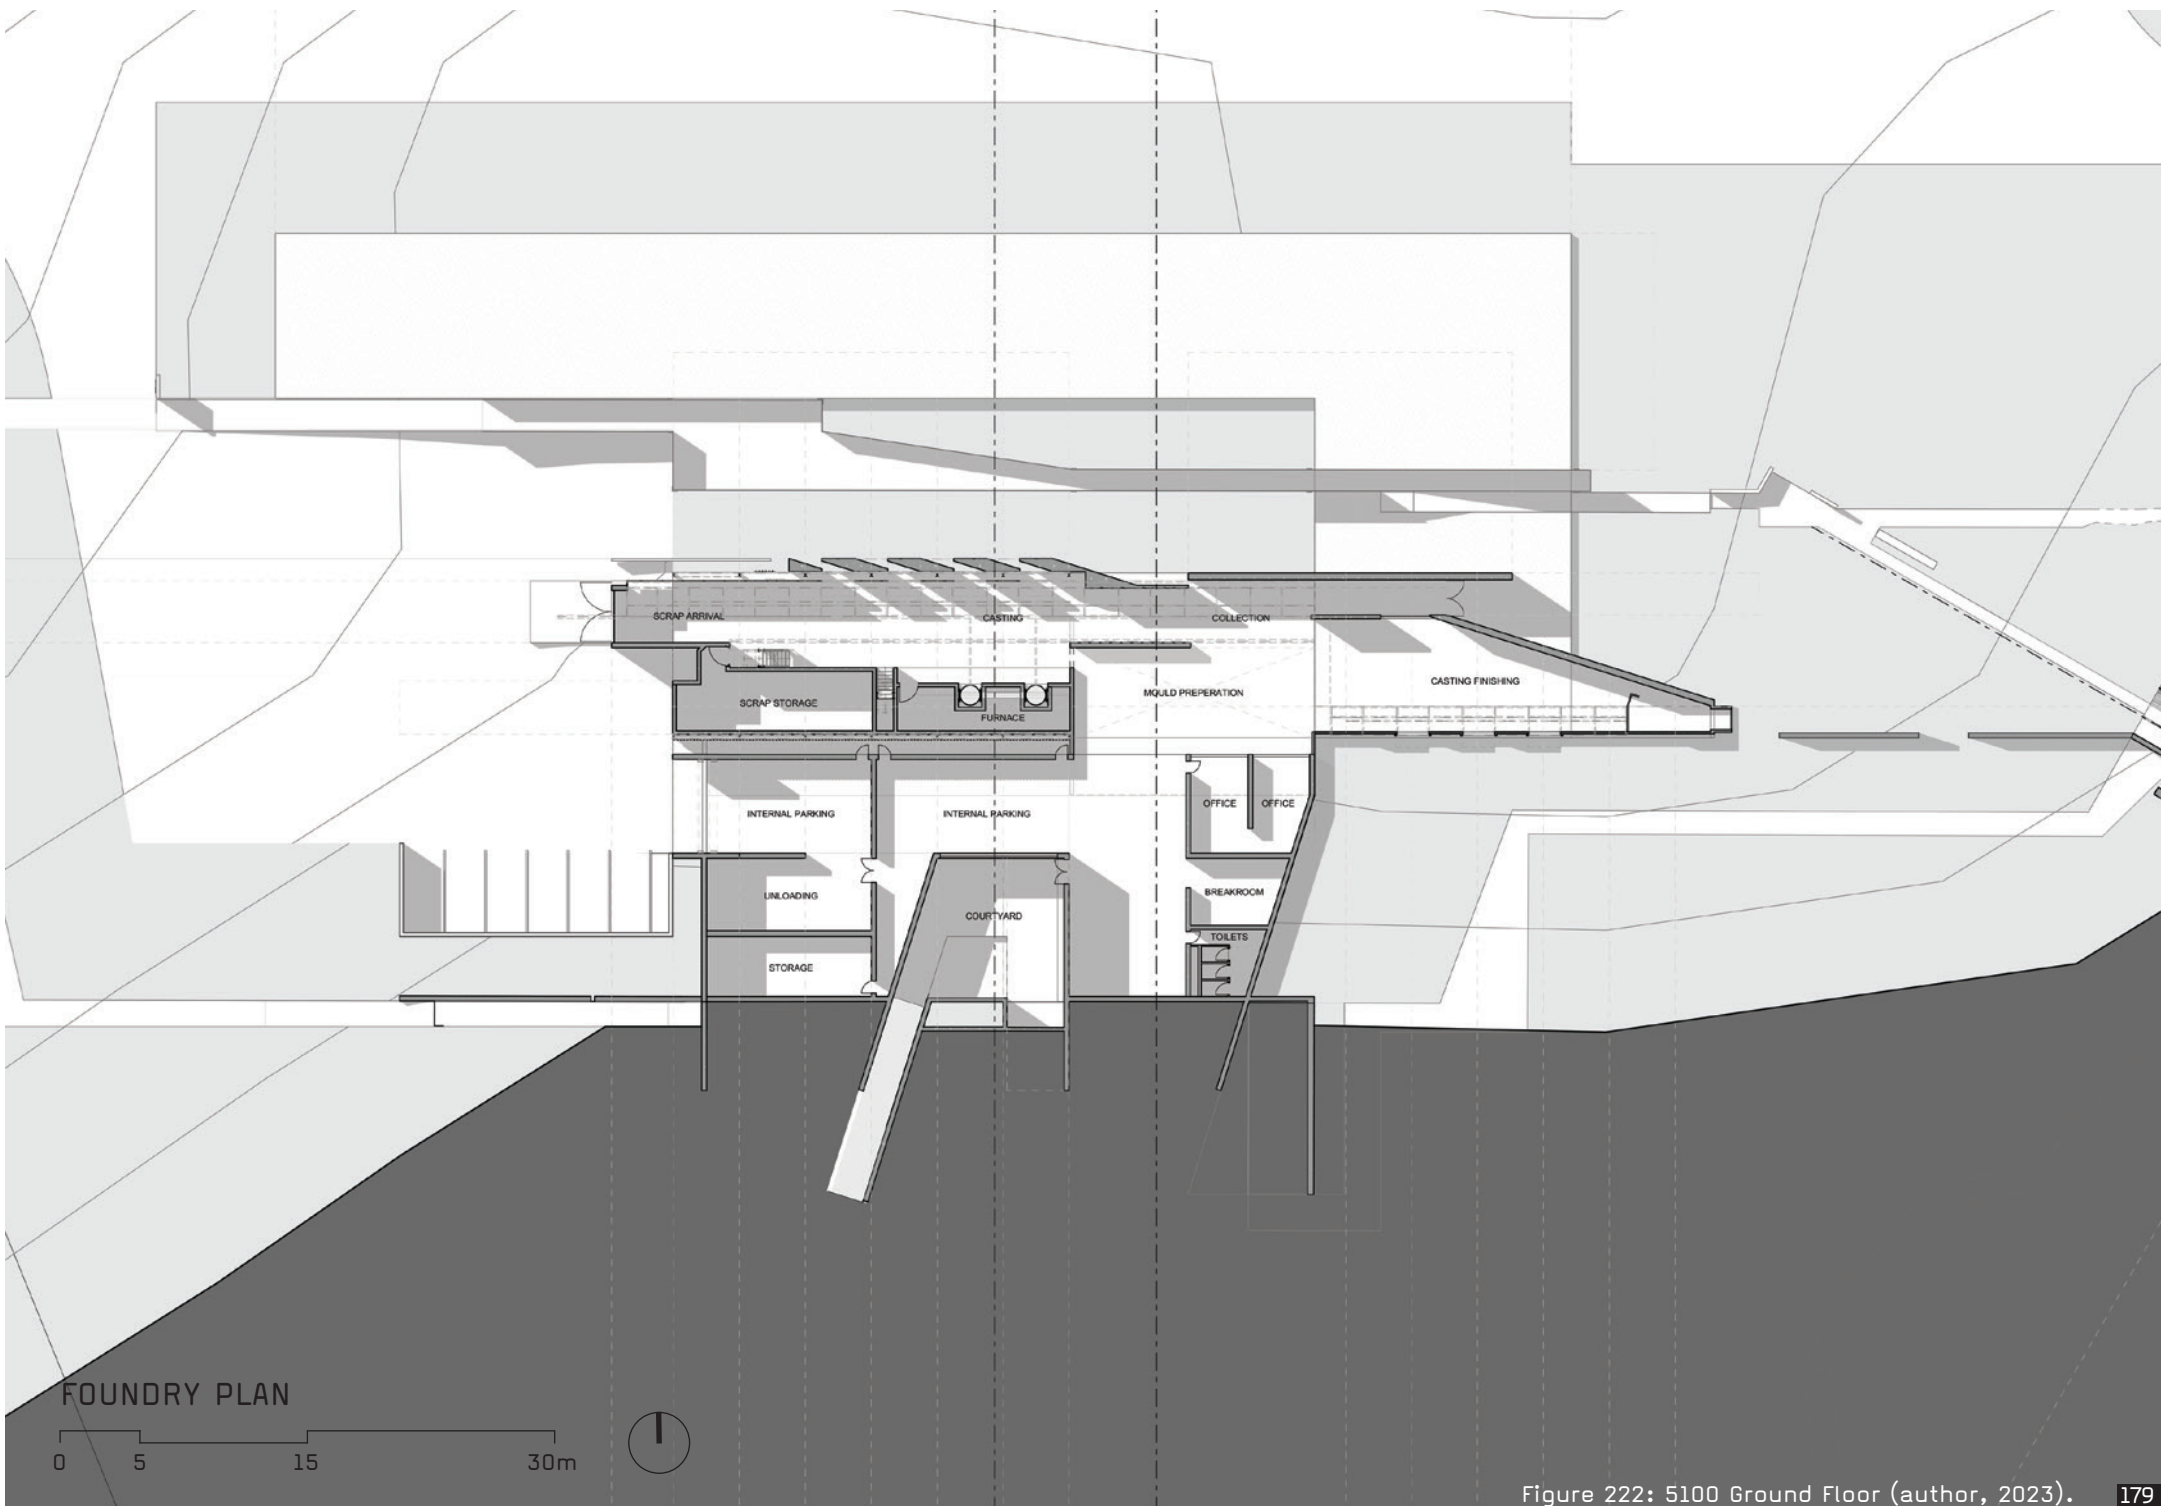 SCRAP ARRIVAL
CASTING
COLLECTION
CASTING FINISHING
MOULD PREPERATION
SCRAP STORAGE
FURNACE
OFFICE
OFFICE
INTERNAL PARKING
INTERNAL PARKING
BREAKROOM
UNLOADING
COURTYARD
TOILETS
STORAGE
FOUNDRY PLAN
0 5 15 30m
Figure 222: 5100 Ground Floor (author, 2023). 179